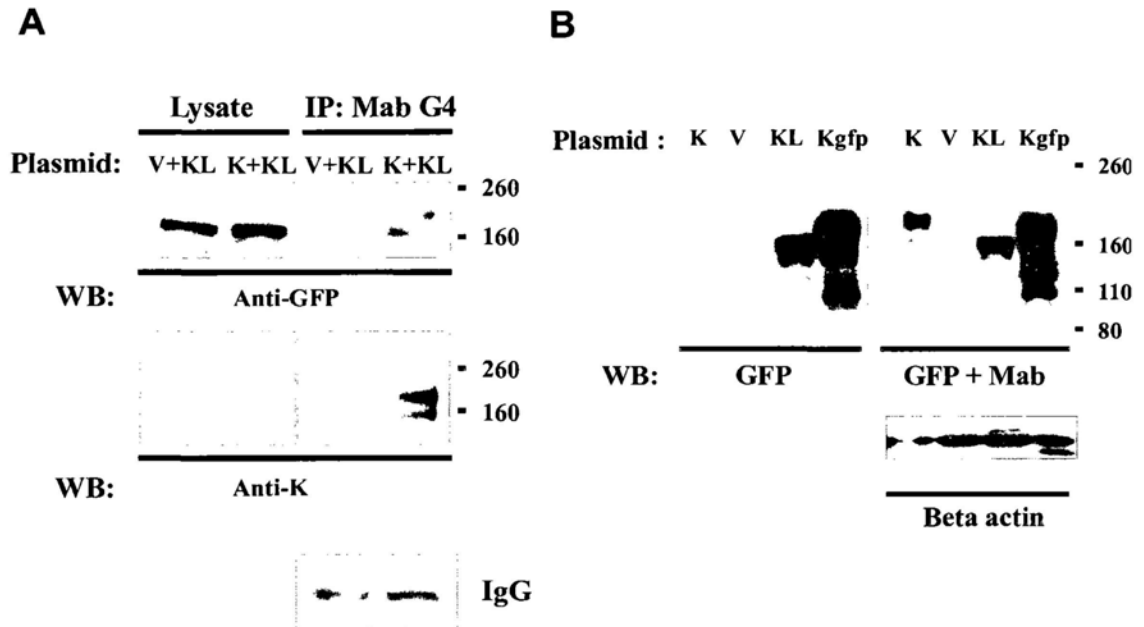 A
Lysate IP: Mab G4
Plasmid: V+KL K+KL V+KL K+KL
260
160
WB: Anti-GFP
260
160
WB: Anti-K
IgG
B
Plasmid : K V KL Kgfp K V KL Kgfp
260
160
110
80
WB: GFP GFP + Mab
Beta actin